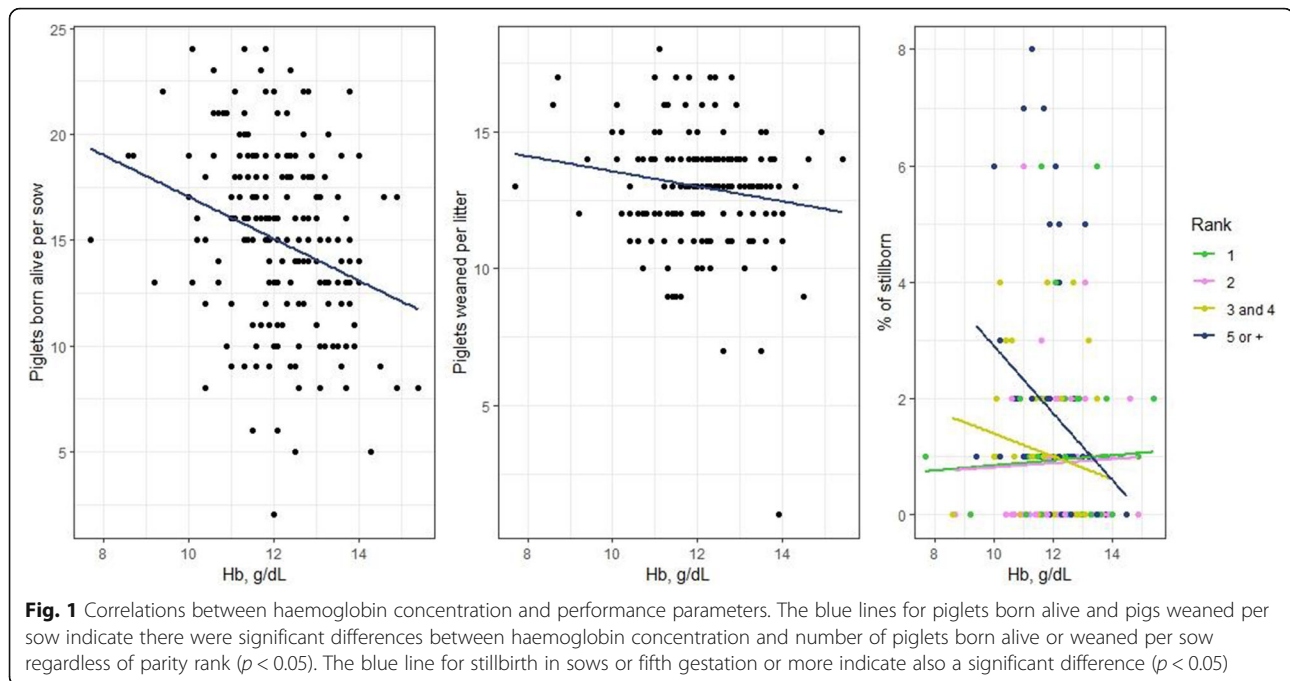 25
20
15
10
5
Piglets born alive per sow
8
10
12
14
Hb, g/dL
15
10
5
Piglets weaned per litter
8
10
12
14
Hb, g/dL
8
6
4
2
0
% of stillborn
8
10
12
14
Hb, g/dL
Rank
1
2
3 and 4
5 or +
Fig. 1 Correlations between haemoglobin concentration and performance parameters. The blue lines for piglets born alive and pigs weaned per
sow indicate there were significant differences between haemoglobin concentration and number of piglets born alive or weaned per sow
regardless of parity rank (p < 0.05). The blue line for stillbirth in sows or fifth gestation or more indicate also a significant difference (p < 0.05)